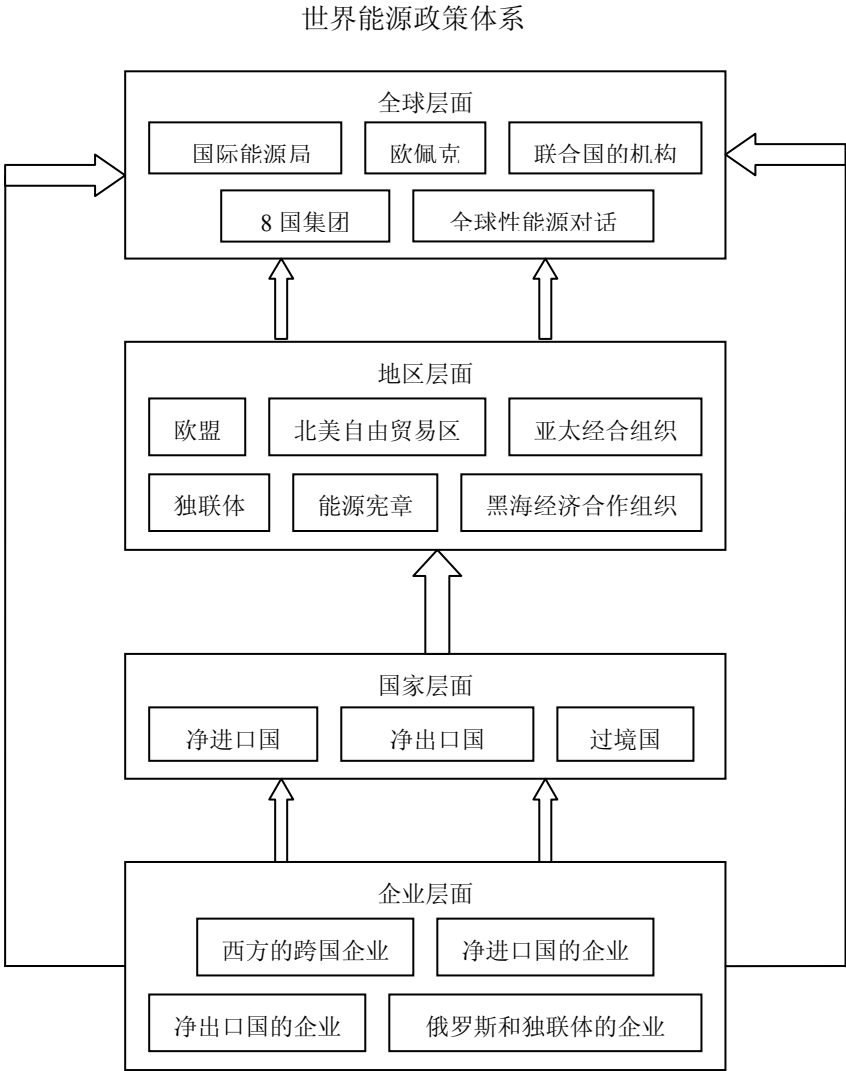 世界能源政策体系
全球层面
国际能源局 欧佩克 联合国的机构
8 国集团 全球性能源对话
地区层面
欧盟 北美自由贸易区 亚太经合组织
独联体 能源宪章 黑海经济合作组织
国家层面
净进口国 净出口国 过境国
企业层面
西方的跨国企业 净进口国的企业
净出口国的企业 俄罗斯和独联体的企业